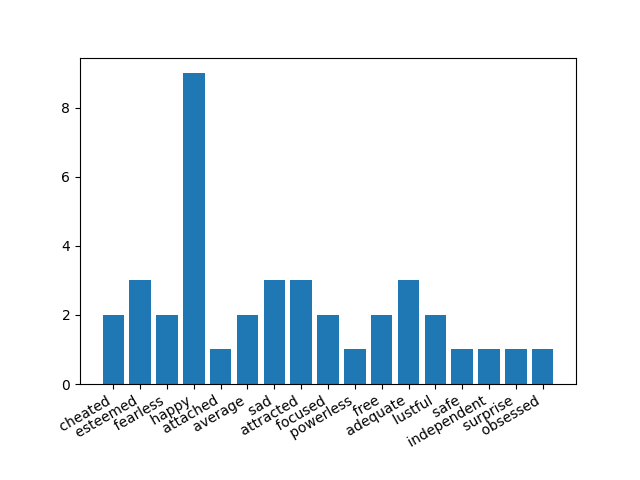 8
6
4
2
0
cheated
esteemed
fearless
happy
attached
average
sad
attracted
focused
powerless
free
adequate
lustful
safe
independent
surprise
obsessed